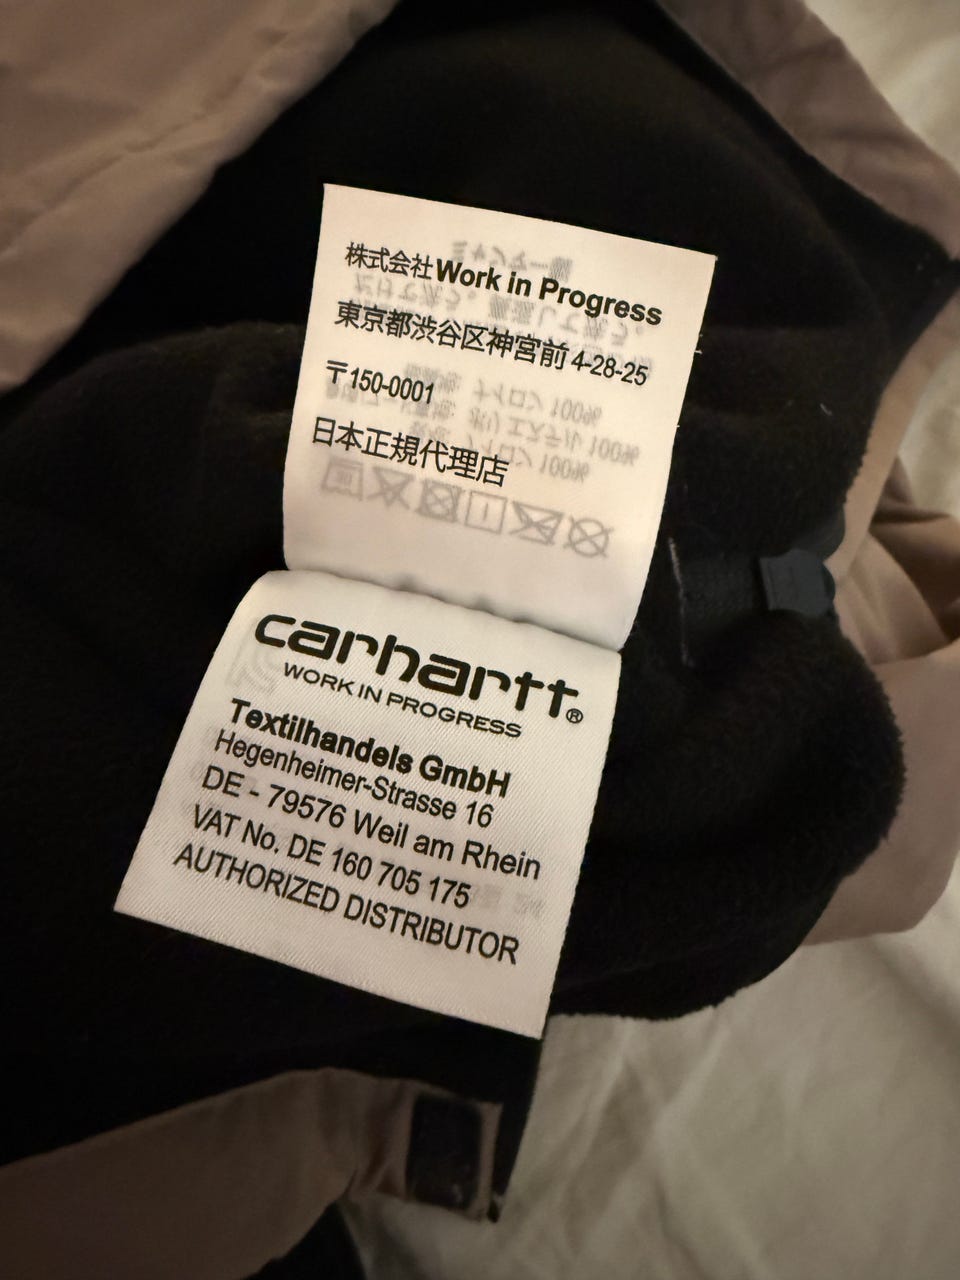 株式会社Work in Progress
東京都渋谷区神宮前 4-28-25
〒150-0001
日本正規代理店
carhartt®
WORK IN PROGRESS
Textilhandels GmbH
Hegenheimer-Strasse 16
DE - 79576 Weil am Rhein
VAT No. DE 160 705 175
AUTHORIZED DISTRIBUTOR